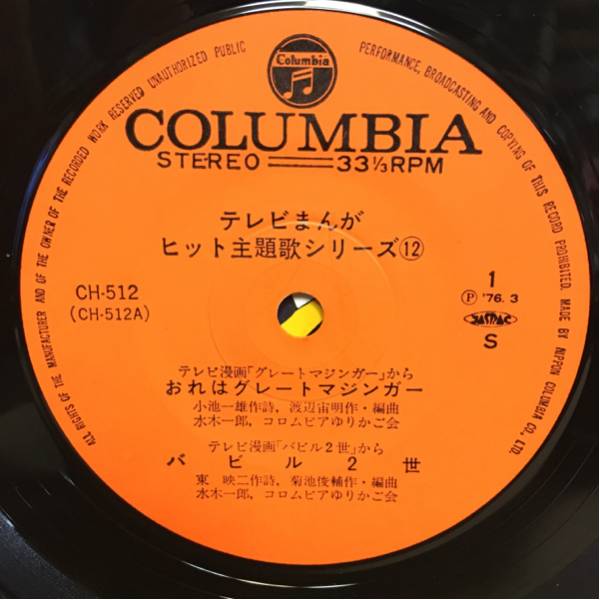 ALL RIGHTS OF THE MANUFACTURER AND OF THE OWNER OF THE RECORDED WORK RESERVED UNAUTHORIZED PUBLIC PERFORMANCE, BROADCASTING AND COPYING OF THIS RECORD PROHIBITED. MADE BY NIPPON COLUMBIA CO., LTD.
Columbia
COLUMBIA
STEREO 33⅓RPM
テレビまんが
ヒット主題歌シリーズ⑫
CH-512
(CH-512A)
1
Ⓟ '76. 3
JASRAC
S
テレビ漫画「グレートマジンガー」から
おれはグレートマジンガー
小池一雄作詩, 渡辺宙明作・編曲
水木一郎, コロムビアゆりかご会
テレビ漫画「バビル2世」から
バビル2世
東 映二作詩, 菊池俊輔作・編曲
水木一郎, コロムビアゆりかご会